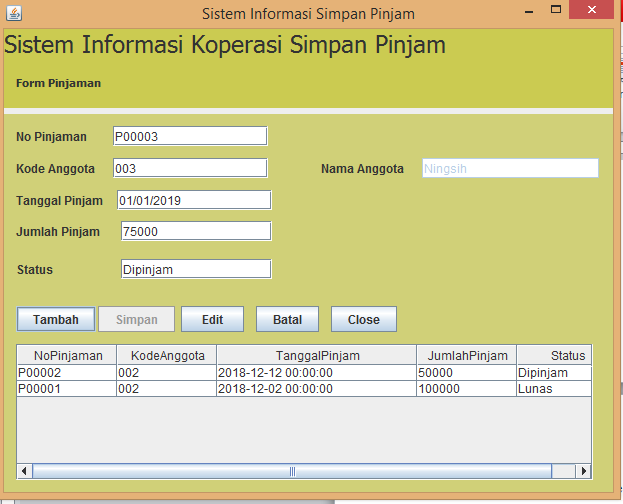 Sistem Informasi Simpan Pinjam
Sistem Informasi Koperasi Simpan Pinjam
Form Pinjaman
No Pinjaman P00003
Kode Anggota 003 Nama Anggota Ningsih
Tanggal Pinjam 01/01/2019
Jumlah Pinjam 75000
Status Dipinjam
Tambah Simpan Edit Batal Close
NoPinjaman KodeAnggota TanggalPinjam JumlahPinjam Status
P00002 002 2018-12-12 00:00:00 50000 Dipinjam
P00001 002 2018-12-02 00:00:00 100000 Lunas